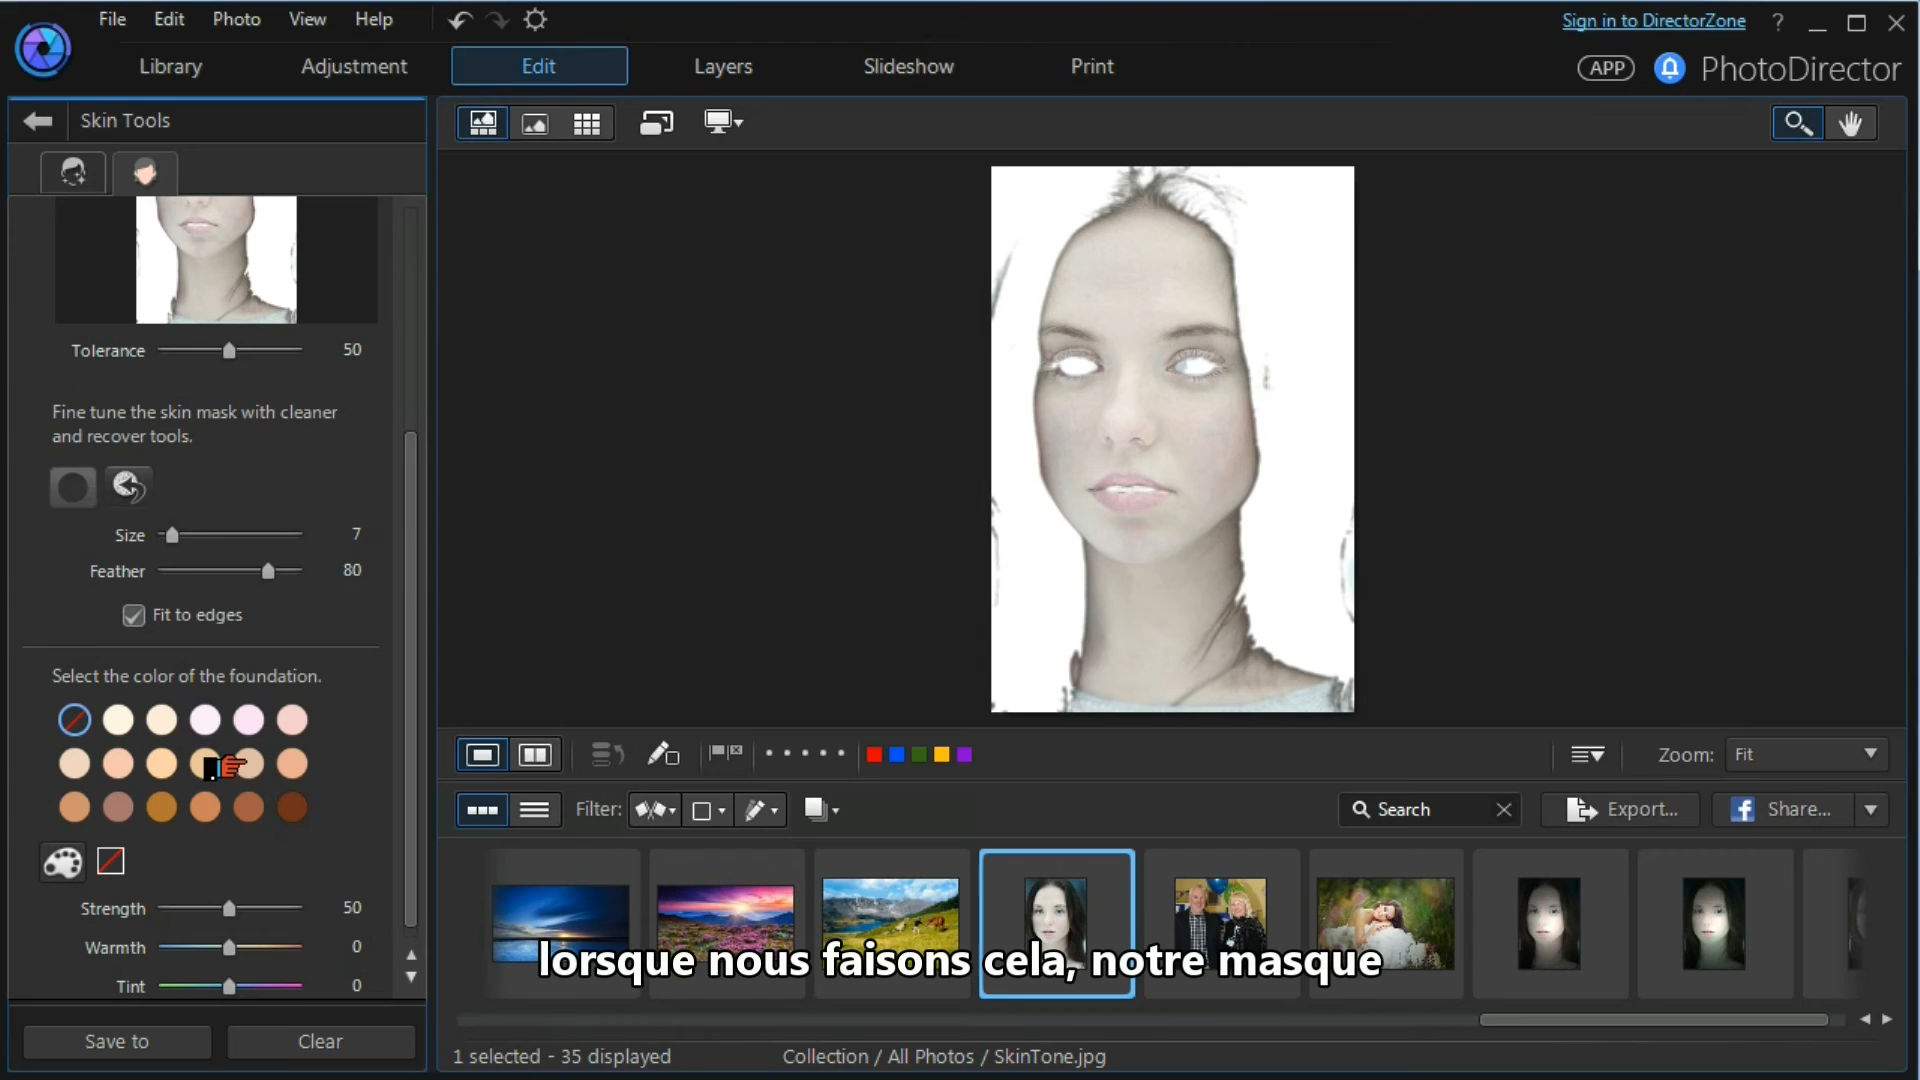 File Edit Photo View Help
Sign in to DirectorZone ?
Library Adjustment Edit Layers Slideshow Print
APP PhotoDirector
Skin Tools
Tolerance 50
Fine tune the skin mask with cleaner
and recover tools.
Size 7
Feather 80
Fit to edges
Select the color of the foundation.
Strength 50
Warmth 0
Tint 0
Save to Clear
Zoom: Fit
Filter: Search Export... Share...
lorsque nous faisons cela, notre masque
1 selected - 35 displayed Collection / All Photos / SkinTone.jpg